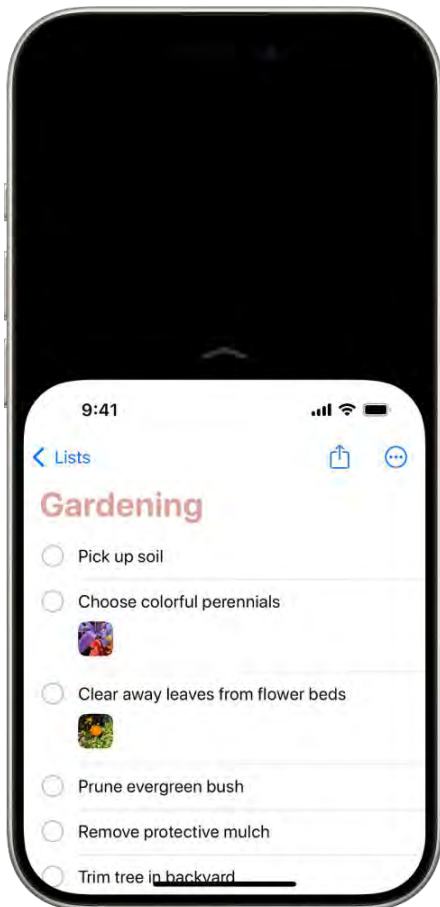 9:41
Lists
Gardening
Pick up soil
Choose colorful perennials
Clear away leaves from flower beds
Prune evergreen bush
Remove protective mulch
Trim tree in backyard